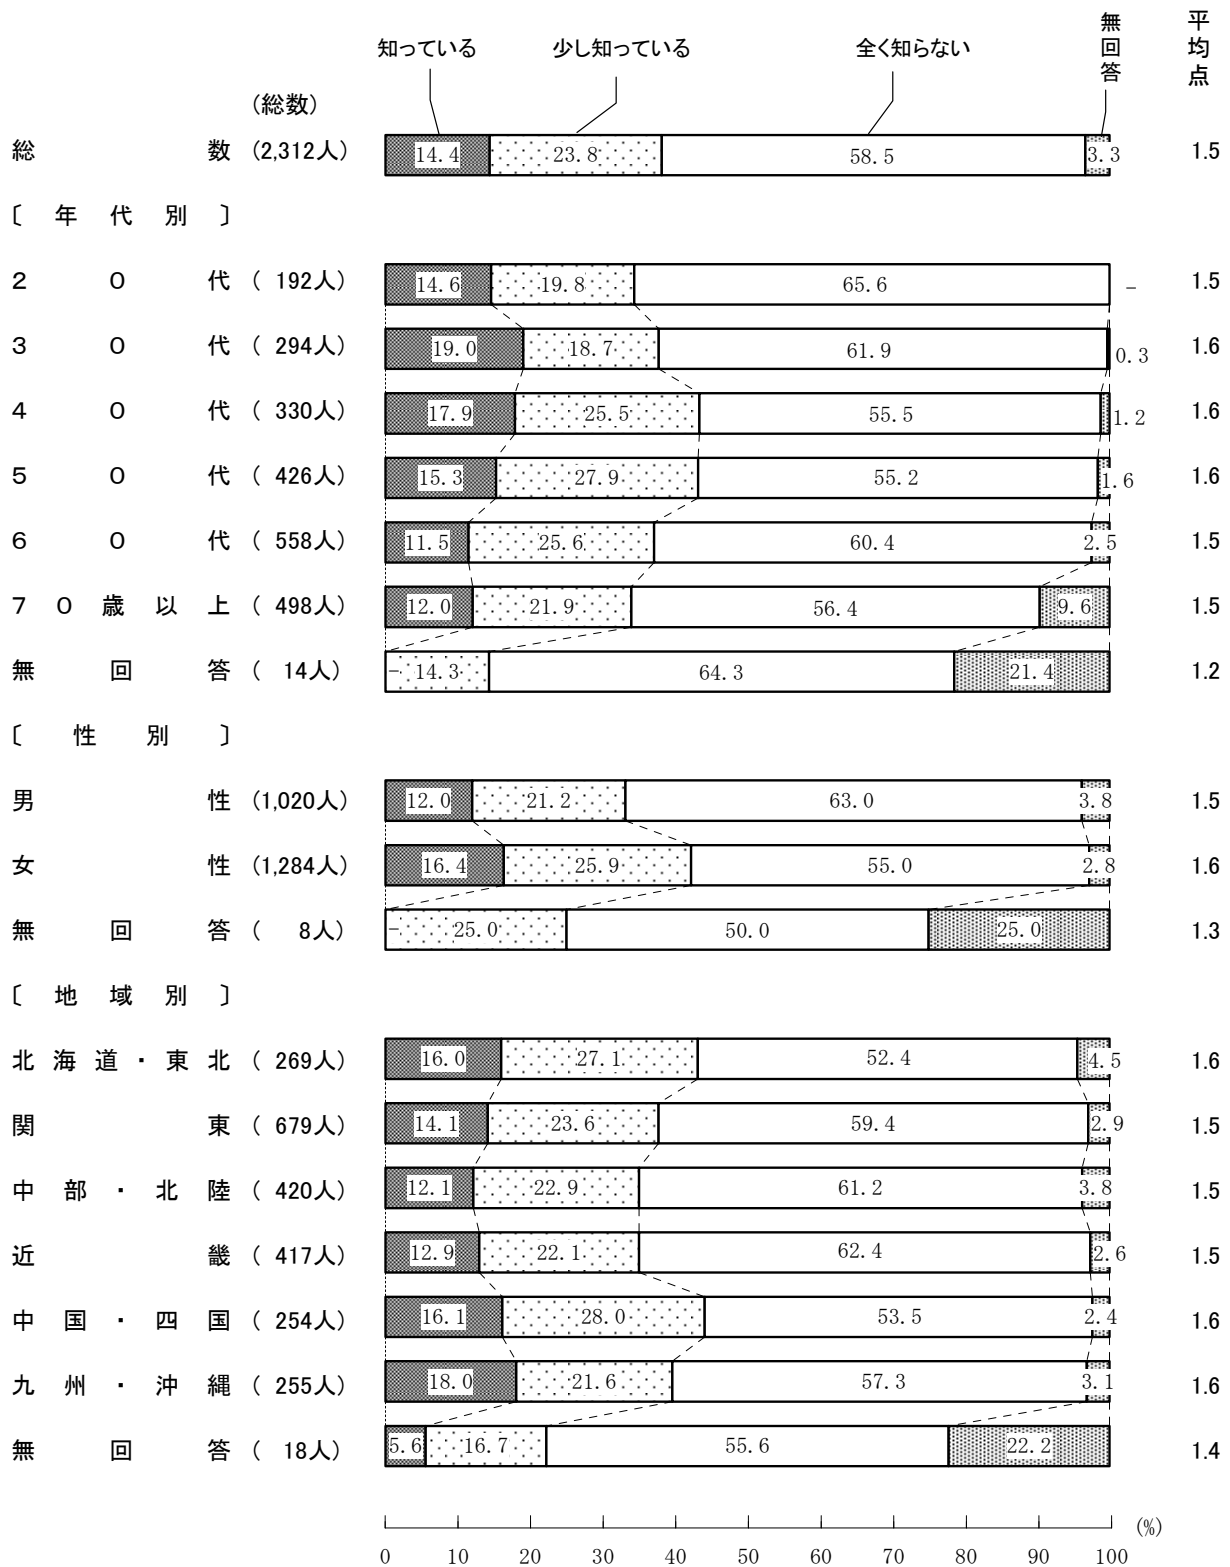 知っている 少し知っている 全く知らない 無回答 平均点
(総数)
総数 (2,312人) 14.4 23.8 58.5 3.3 1.5
〔年代別〕
20代 ( 192人) 14.6 19.8 65.6 - 1.5
30代 ( 294人) 19.0 18.7 61.9 0.3 1.6
40代 ( 330人) 17.9 25.5 55.5 1.2 1.6
50代 ( 426人) 15.3 27.9 55.2 1.6 1.6
60代 ( 558人) 11.5 25.6 60.4 2.5 1.5
70歳以上 ( 498人) 12.0 21.9 56.4 9.6 1.5
無回答 ( 14人) - 14.3 64.3 21.4 1.2
〔性別〕
男性 (1,020人) 12.0 21.2 63.0 3.8 1.5
女性 (1,284人) 16.4 25.9 55.0 2.8 1.6
無回答 ( 8人) - 25.0 50.0 25.0 1.3
〔地域別〕
北海道・東北 ( 269人) 16.0 27.1 52.4 4.5 1.6
関東 ( 679人) 14.1 23.6 59.4 2.9 1.5
中部・北陸 ( 420人) 12.1 22.9 61.2 3.8 1.5
近畿 ( 417人) 12.9 22.1 62.4 2.6 1.5
中国・四国 ( 254人) 16.1 28.0 53.5 2.4 1.6
九州・沖縄 ( 255人) 18.0 21.6 57.3 3.1 1.6
無回答 ( 18人) 5.6 16.7 55.6 22.2 1.4
0 10 20 30 40 50 60 70 80 90 100 (%)